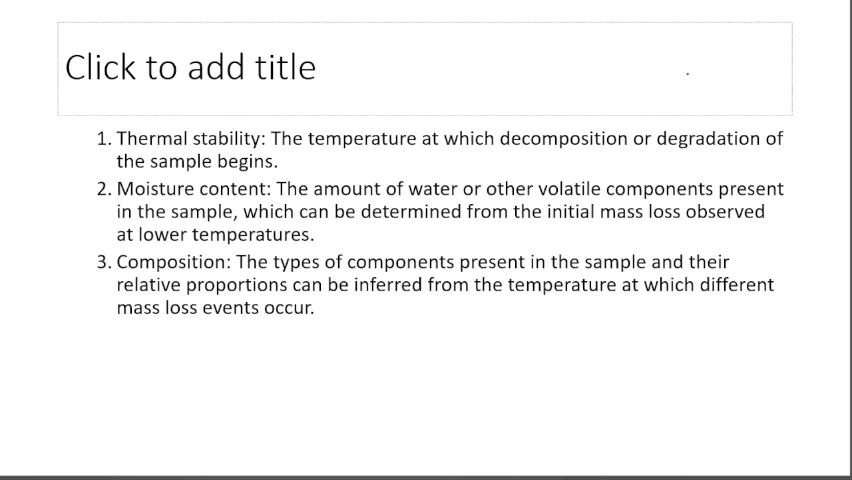 Click to add title
1. Thermal stability: The temperature at which decomposition or degradation of
the sample begins.
2. Moisture content: The amount of water or other volatile components present
in the sample, which can be determined from the initial mass loss observed
at lower temperatures.
3. Composition: The types of components present in the sample and their
relative proportions can be inferred from the temperature at which different
mass loss events occur.